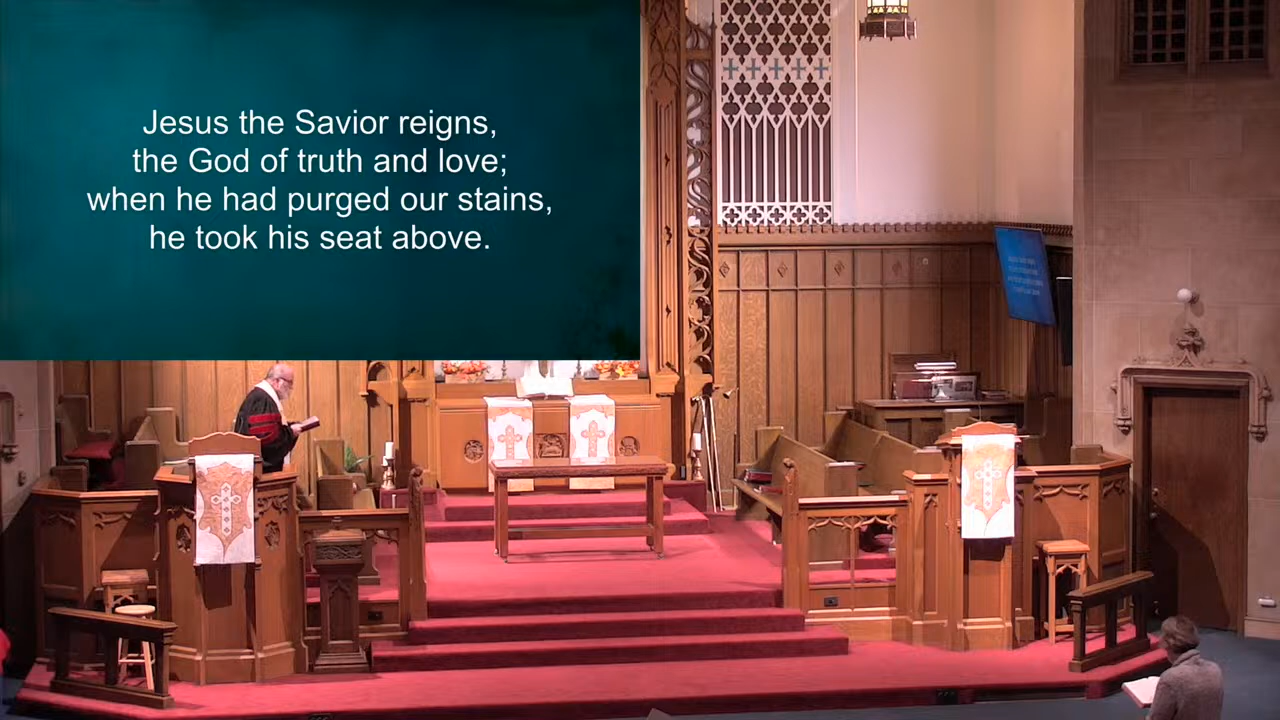 Jesus the Savior reigns,
the God of truth and love;
when he had purged our stains,
he took his seat above.